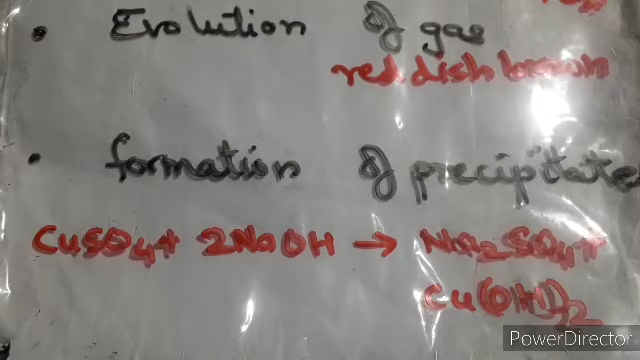 • Evolution of gas
reddish brown
• formation of precipitate
CuSO4+ 2NaOH → Na2SO4+
Cu(OH)2
PowerDirector